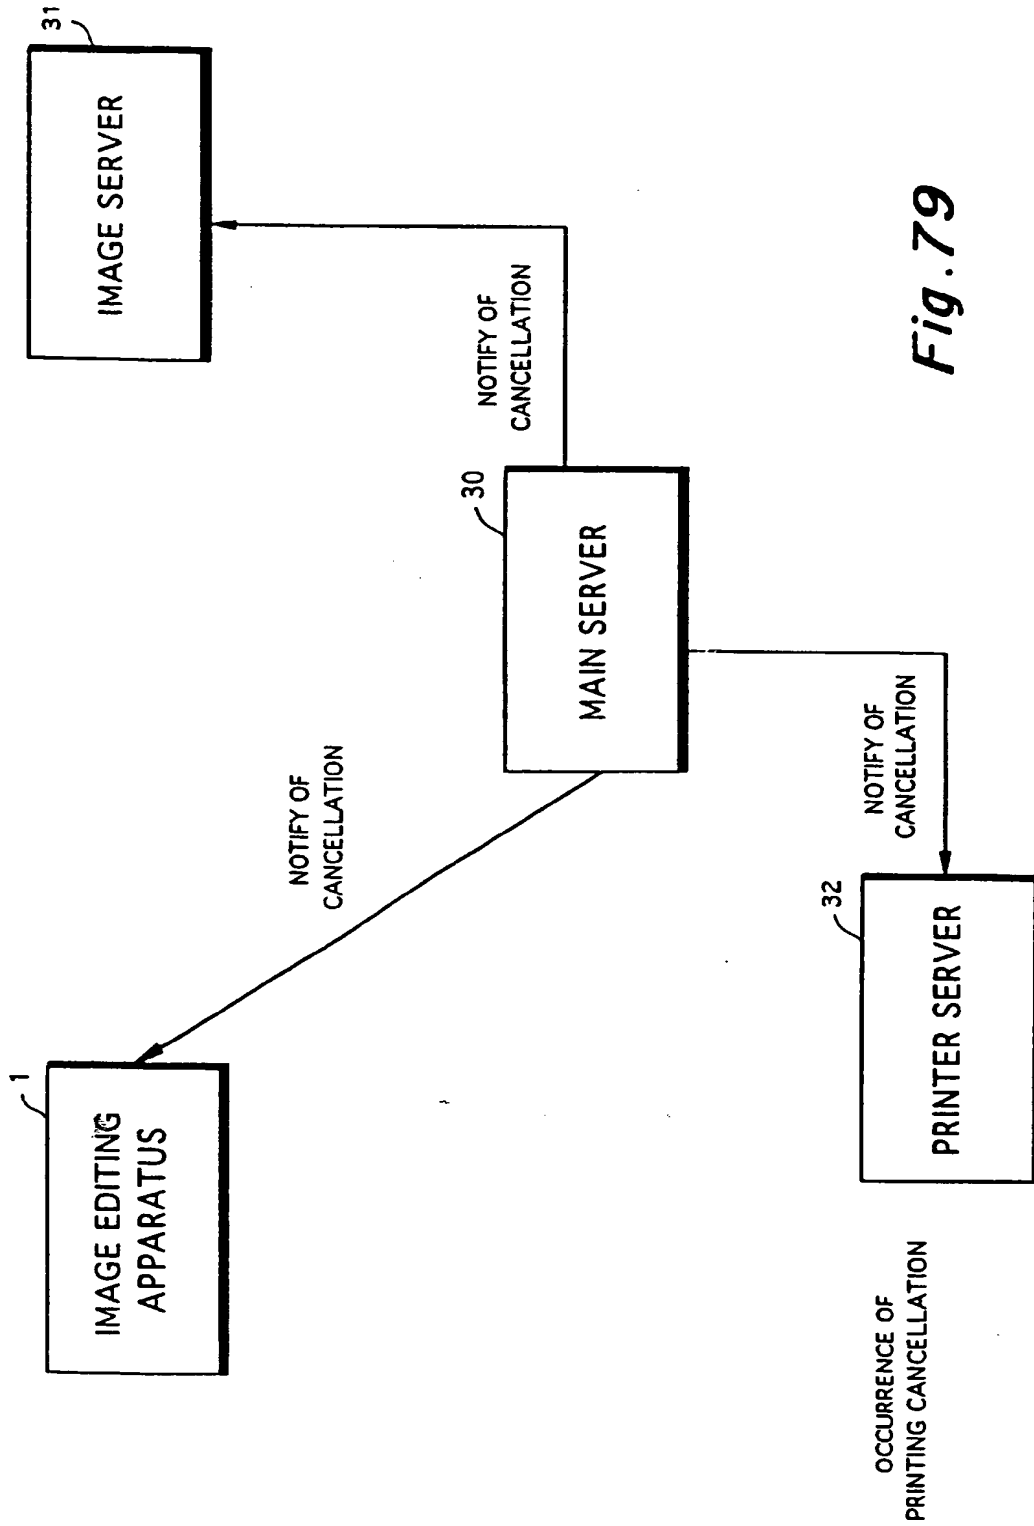 1
IMAGE EDITING
APPARATUS
NOTIFY OF
CANCELLATION
30
MAIN SERVER
NOTIFY OF
CANCELLATION
31
IMAGE SERVER
OCCURRENCE OF
PRINTING CANCELLATION
32
PRINTER SERVER
NOTIFY OF
CANCELLATION
Fig. 79